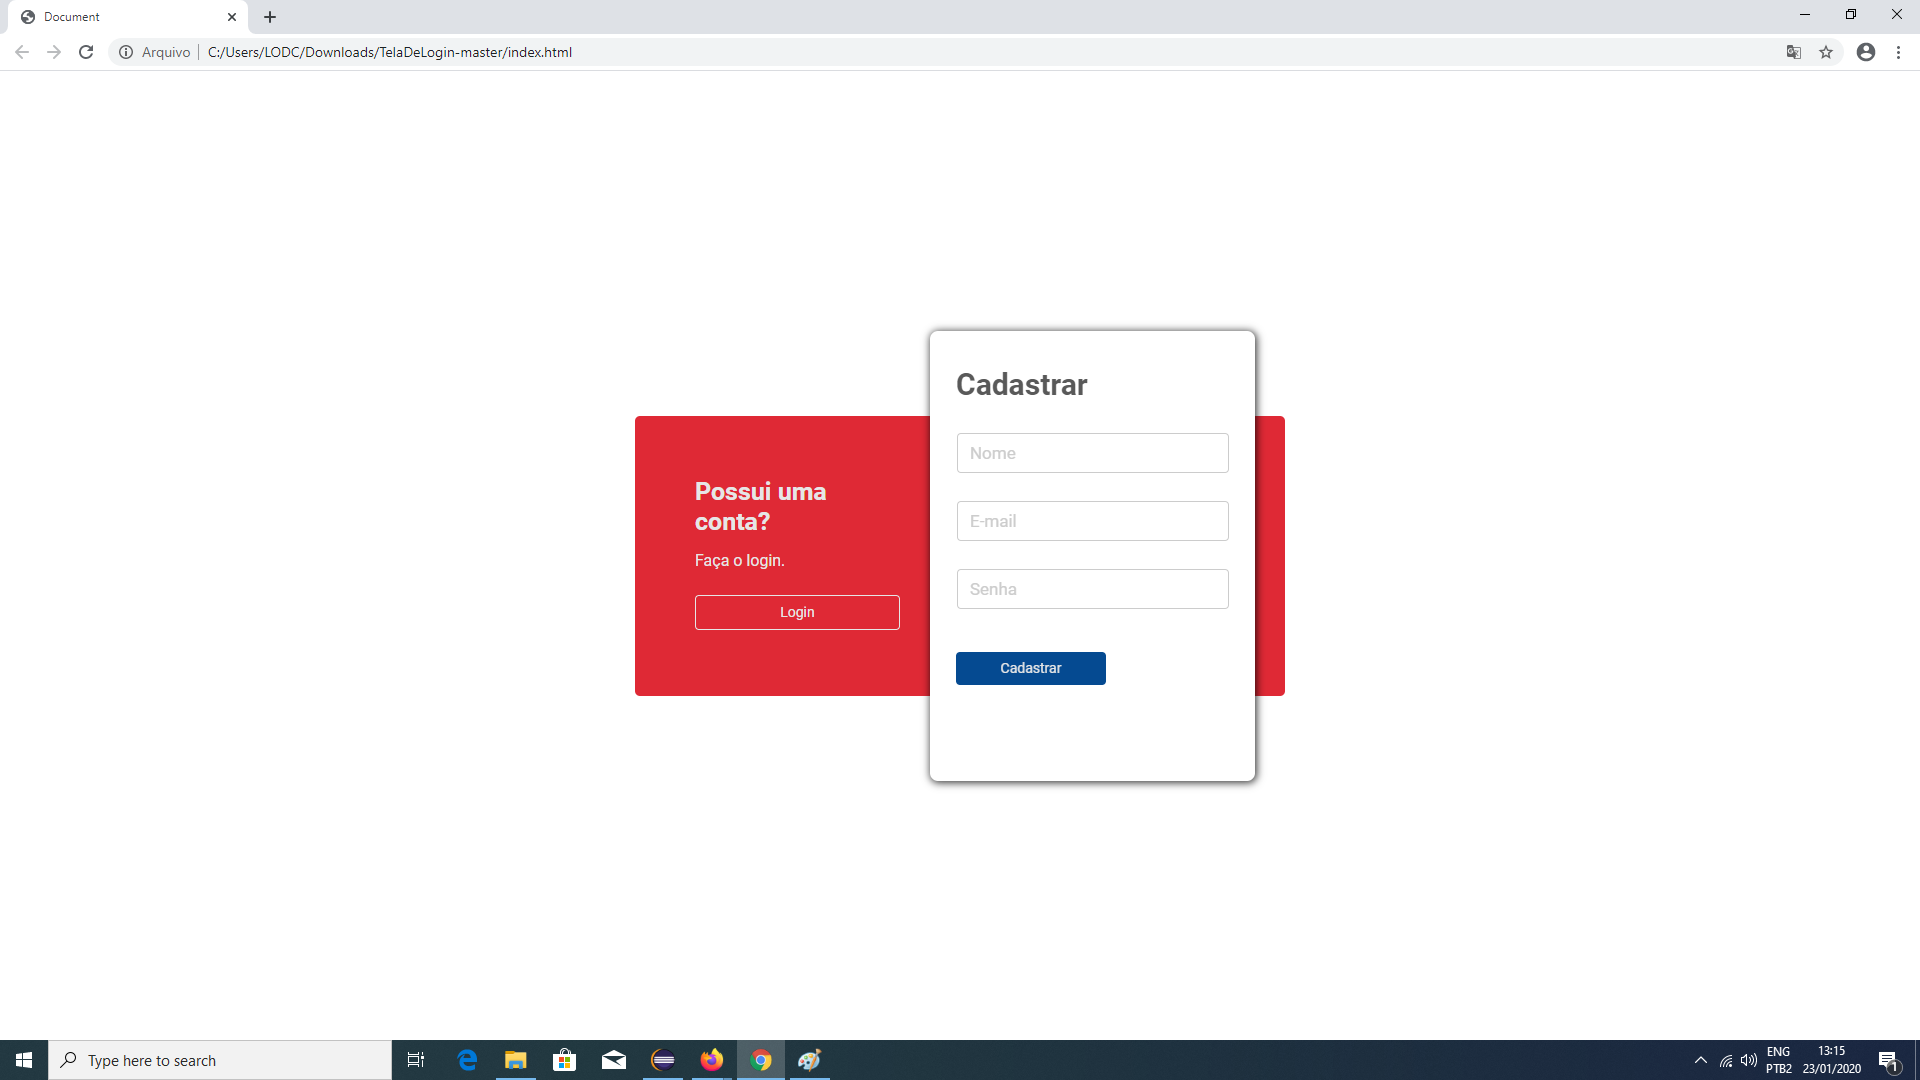 Document
Arquivo
C:/Users/LODC/Downloads/TelaDeLogin-master/index.html
Possui uma
conta?
Faça o login.
Login
Cadastrar
Nome
E-mail
Senha
Cadastrar
Type here to search
ENG
PTB2
13:15
23/01/2020
1